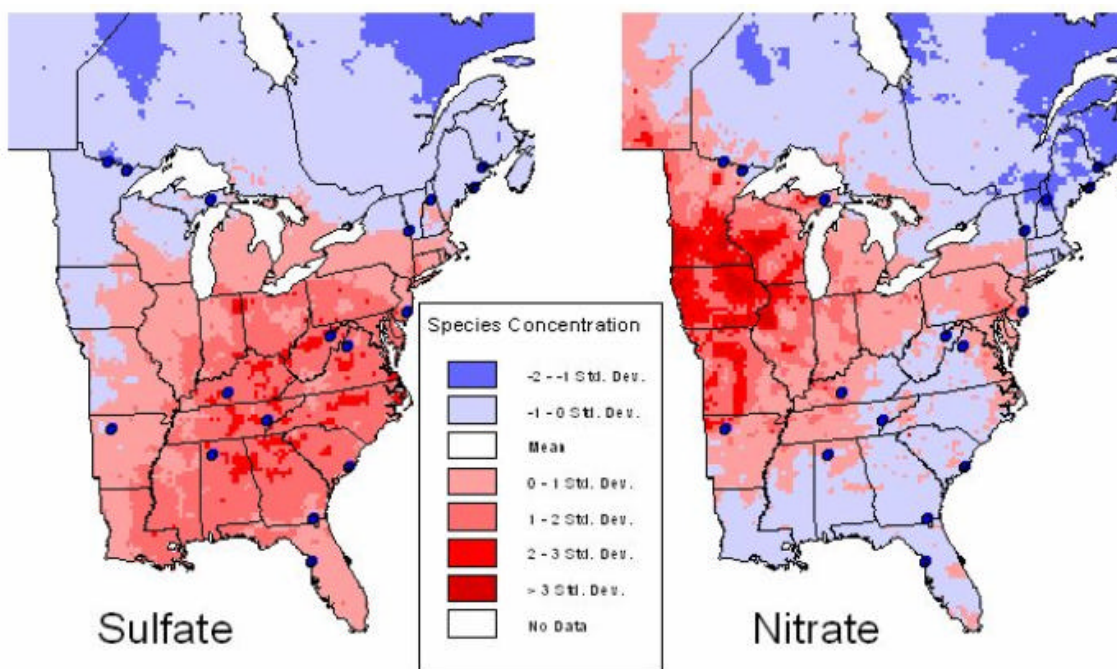 Species Concentration
-2 - -1 Std. Dev.
-1 - 0 Std. Dev.
Mean
0 - 1 Std. Dev.
1 - 2 Std. Dev.
2 - 3 Std. Dev.
> 3 Std. Dev.
No Data
Sulfate
Nitrate